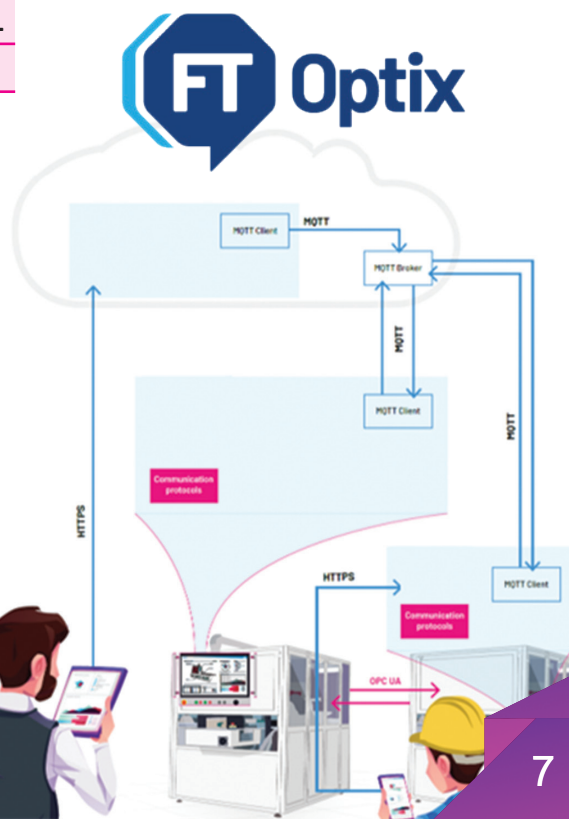 FT Optix
MQTT Client
MQTT
MQTT Broker
MQTT
MQTT Client
MQTT
Communication
protocols
HTTPS
HTTPS
MQTT Client
Communication
protocols
OPC UA
7